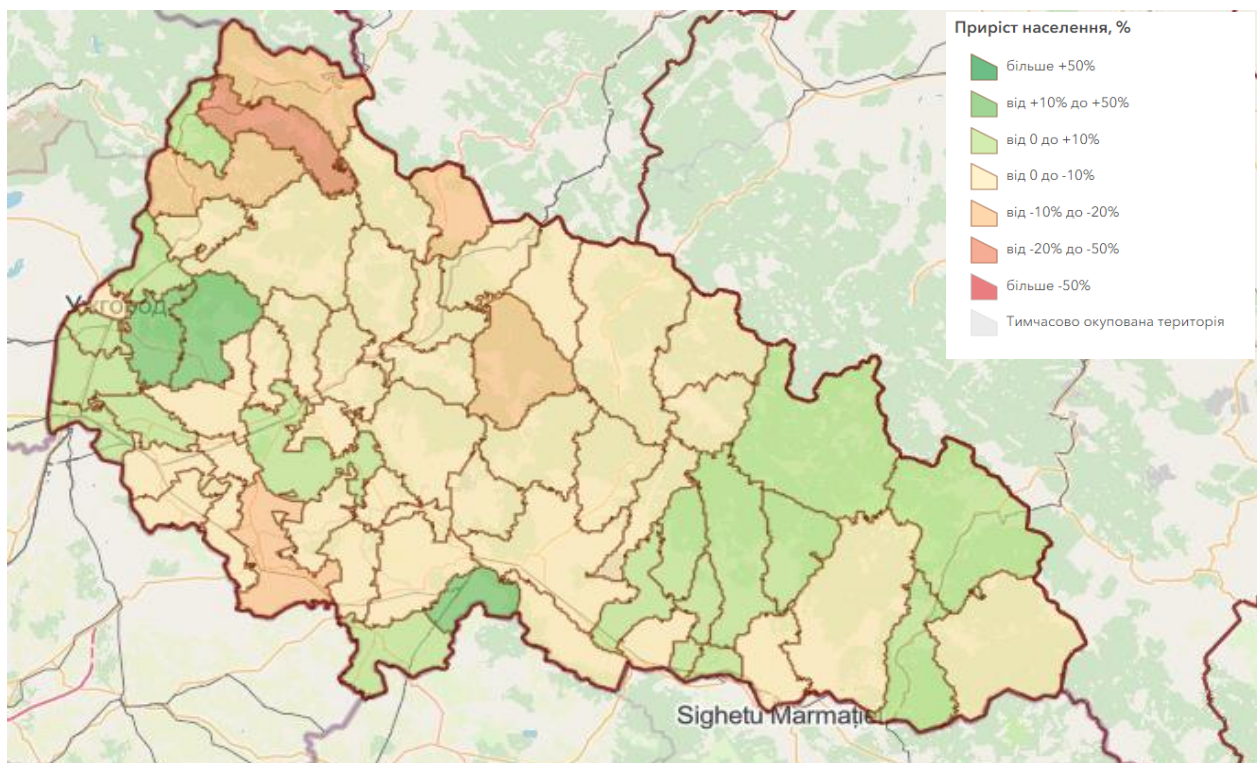 Приріст населення, %
більше +50%
від +10% до +50%
від 0 до +10%
від 0 до -10%
від -10% до -20%
від -20% до -50%
більше -50%
Тимчасово окупована територія
Ужгород
Sighetu Marmației